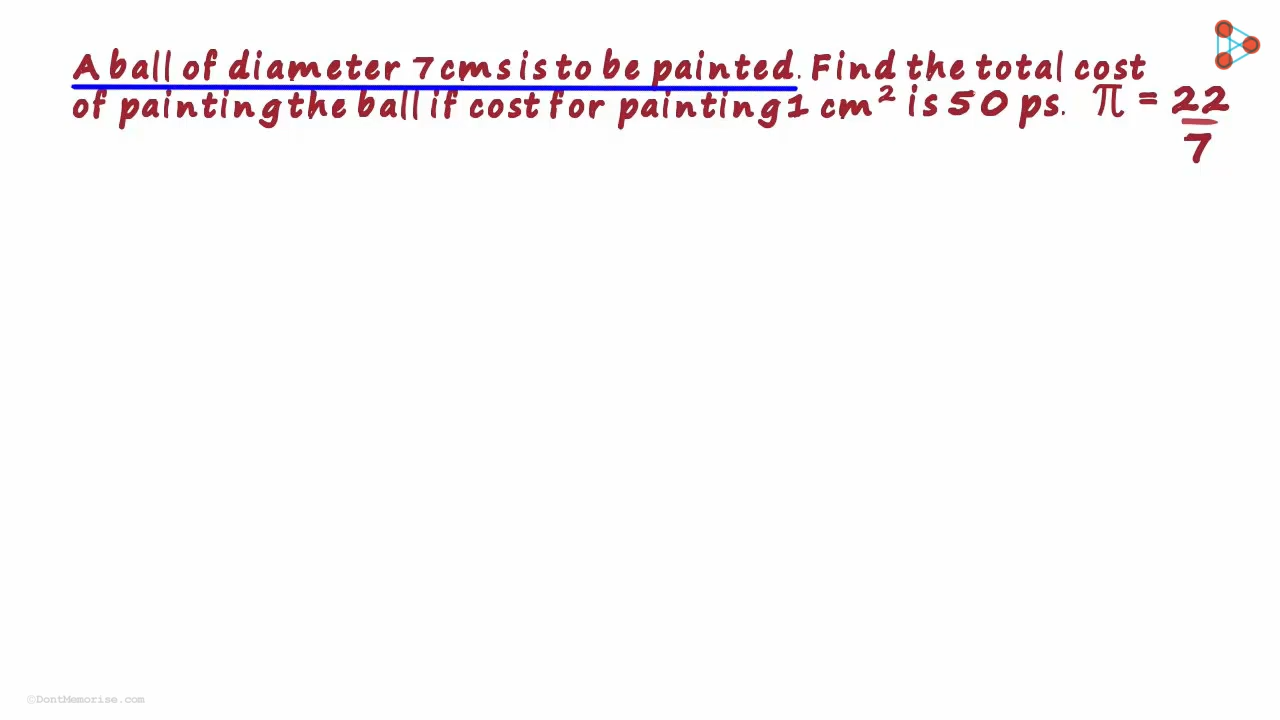 A ball of diameter 7 cms is to be painted. Find the total cost
of painting the ball if cost for painting 1 cm² is 50 ps. π = 22
7
©DontMemorise.com